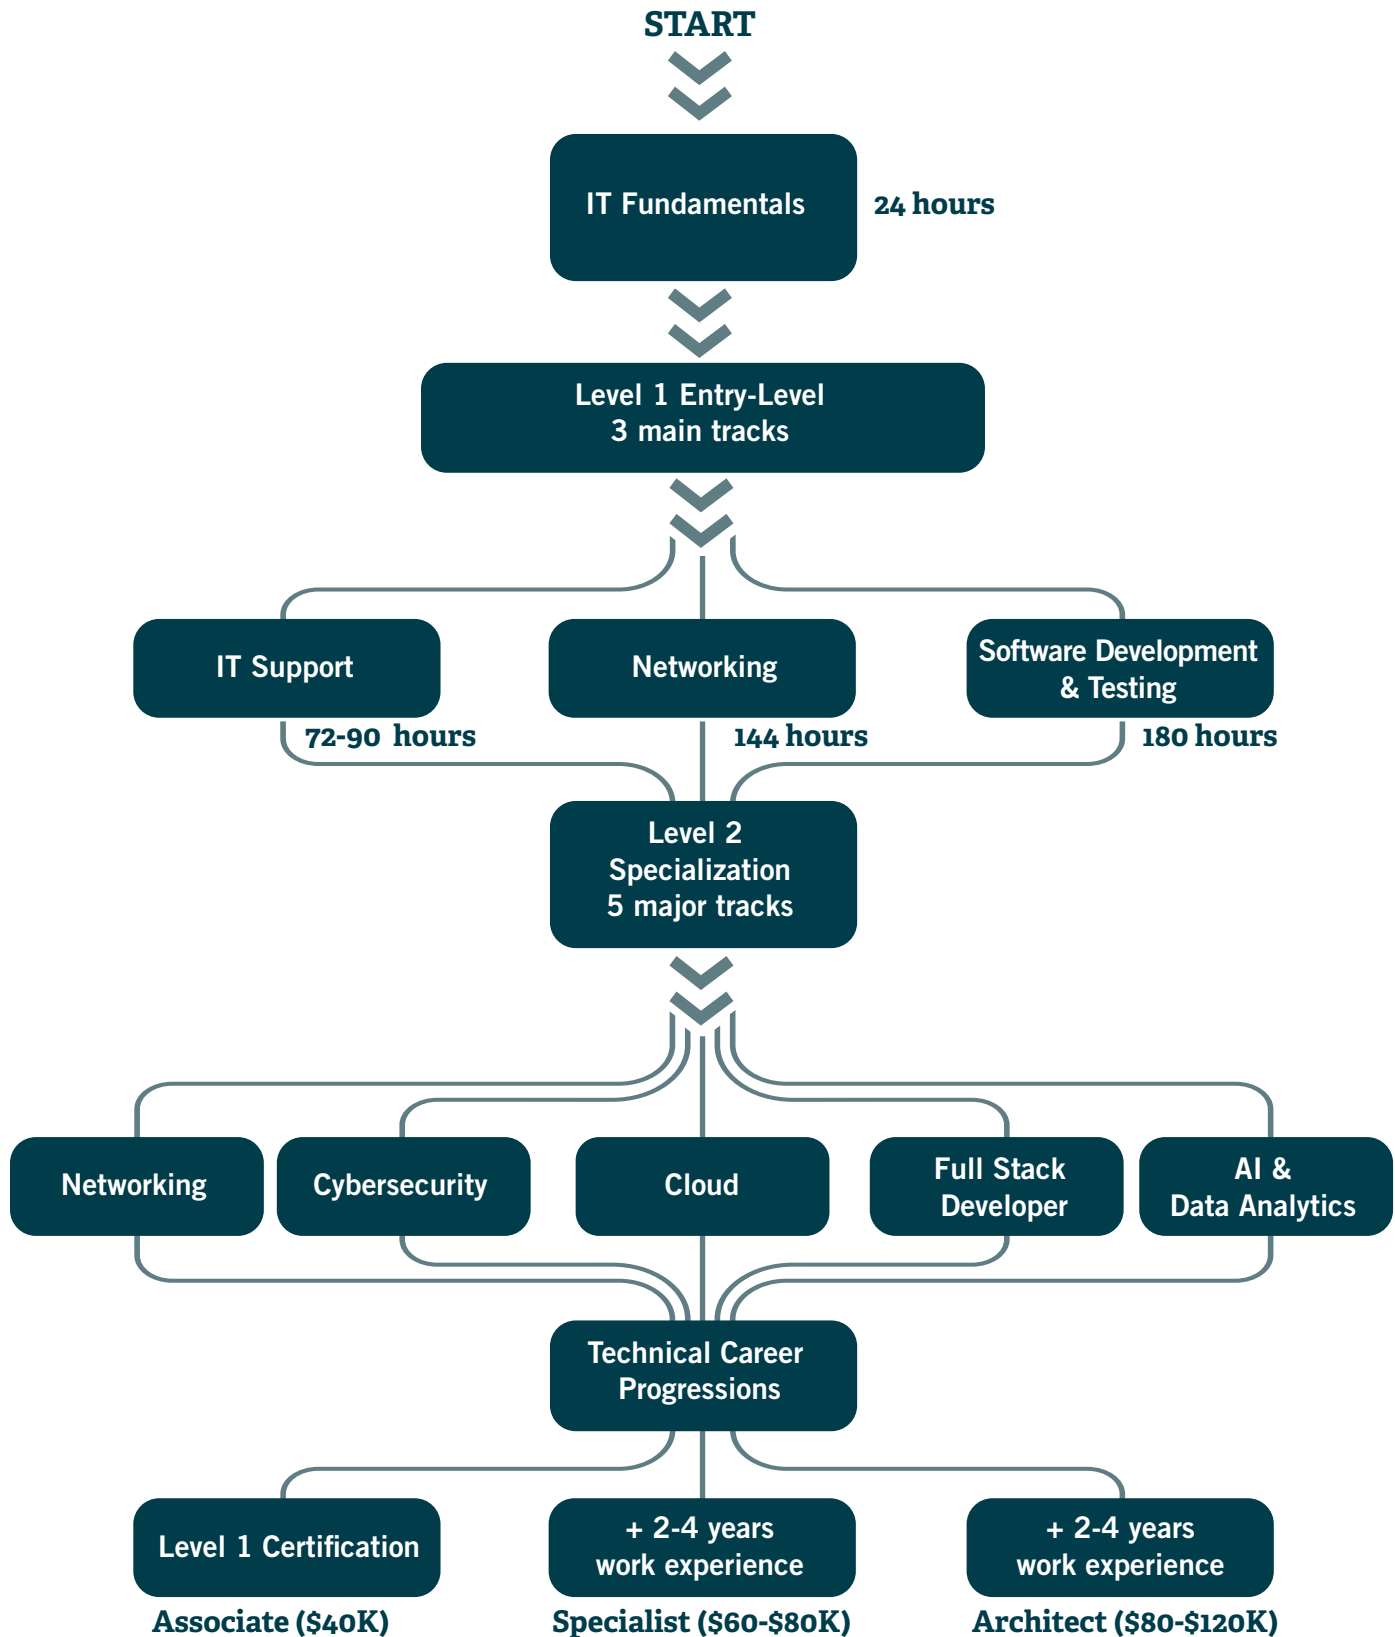 START
IT Fundamentals
24 hours
Level 1 Entry-Level
3 main tracks
IT Support
Networking
Software Development
& Testing
72-90 hours
144 hours
180 hours
Level 2
Specialization
5 major tracks
Networking
Cybersecurity
Cloud
Full Stack
Developer
AI &
Data Analytics
Technical Career
Progressions
Level 1 Certification
+ 2-4 years
work experience
+ 2-4 years
work experience
Associate ($40K)
Specialist ($60-$80K)
Architect ($80-$120K)